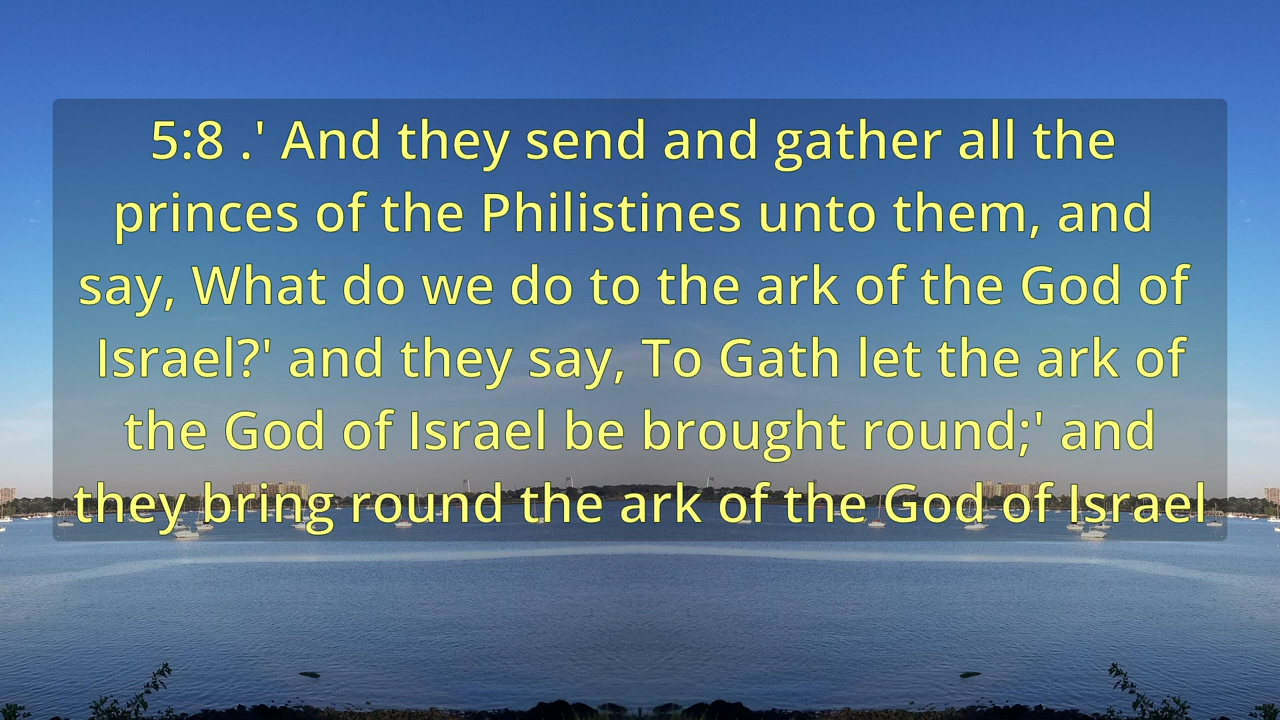 5:8 .' And they send and gather all the
princes of the Philistines unto them, and
say, What do we do to the ark of the God of
Israel?' and they say, To Gath let the ark of
the God of Israel be brought round;' and
they bring round the ark of the God of Israel